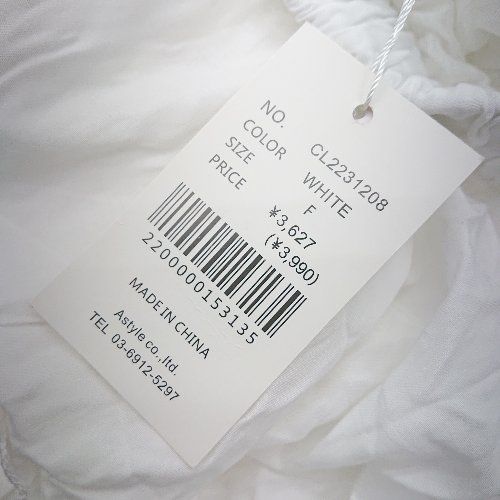 NO. CL2231208
COLOR WHITE
SIZE F
PRICE ¥3,627
(¥3,990)
2200000153135
MADE IN CHINA
Astyle co.,ltd.
TEL 03-6912-5297